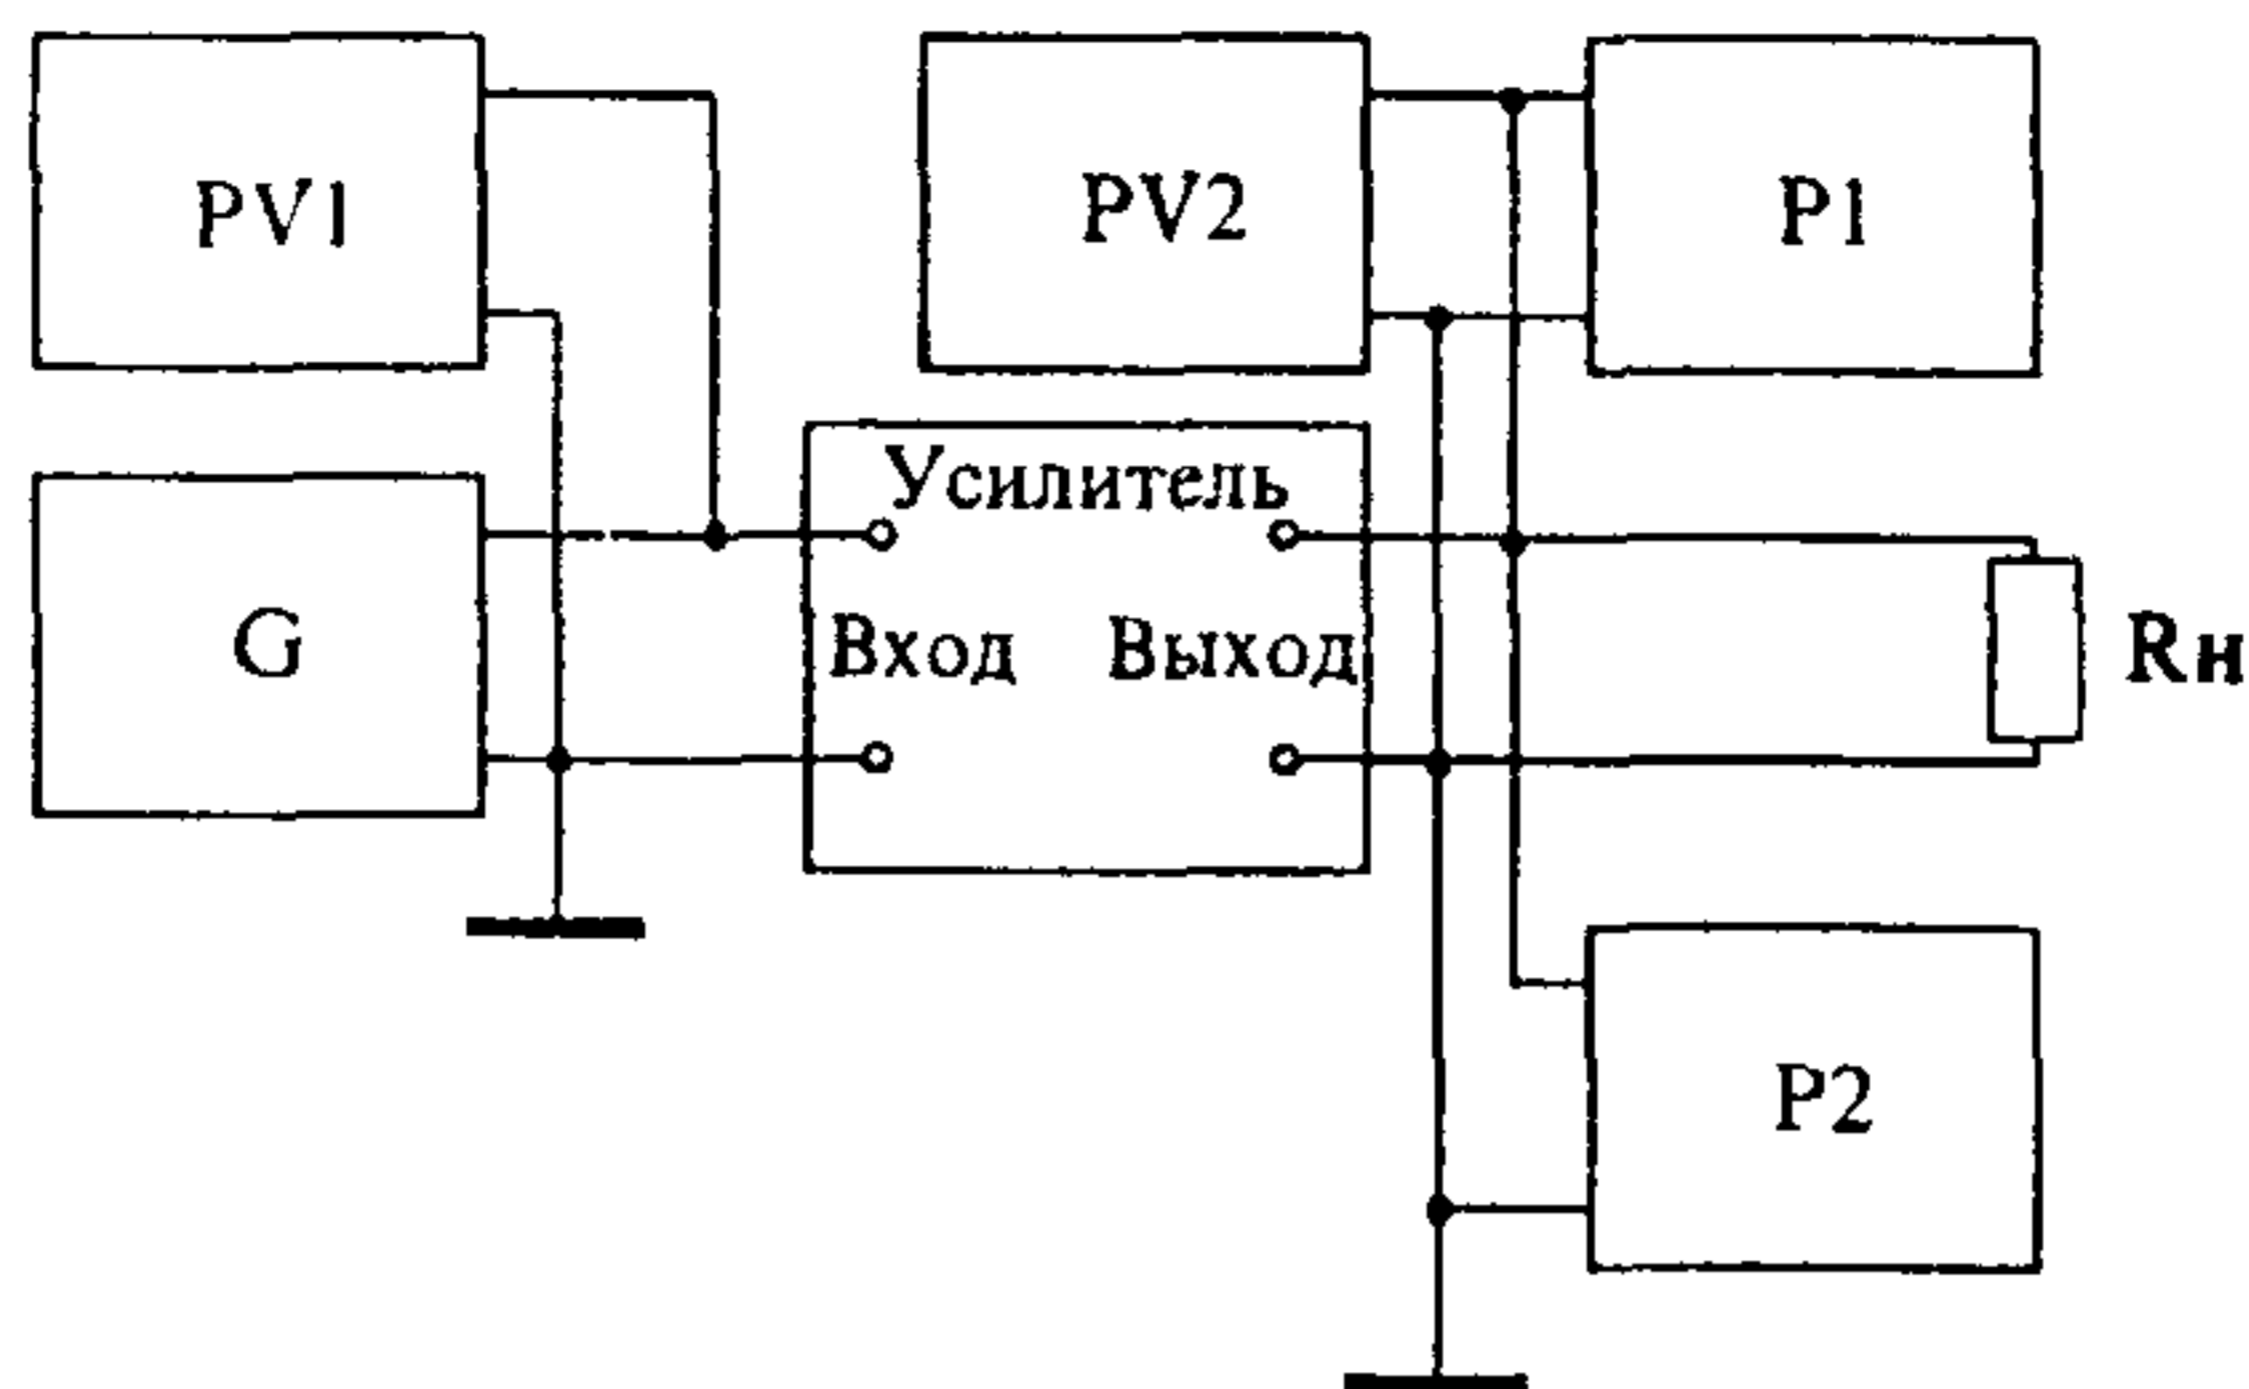 PV1
PV2
P1
Усилитель
G
Вход
Выход
Rн
P2